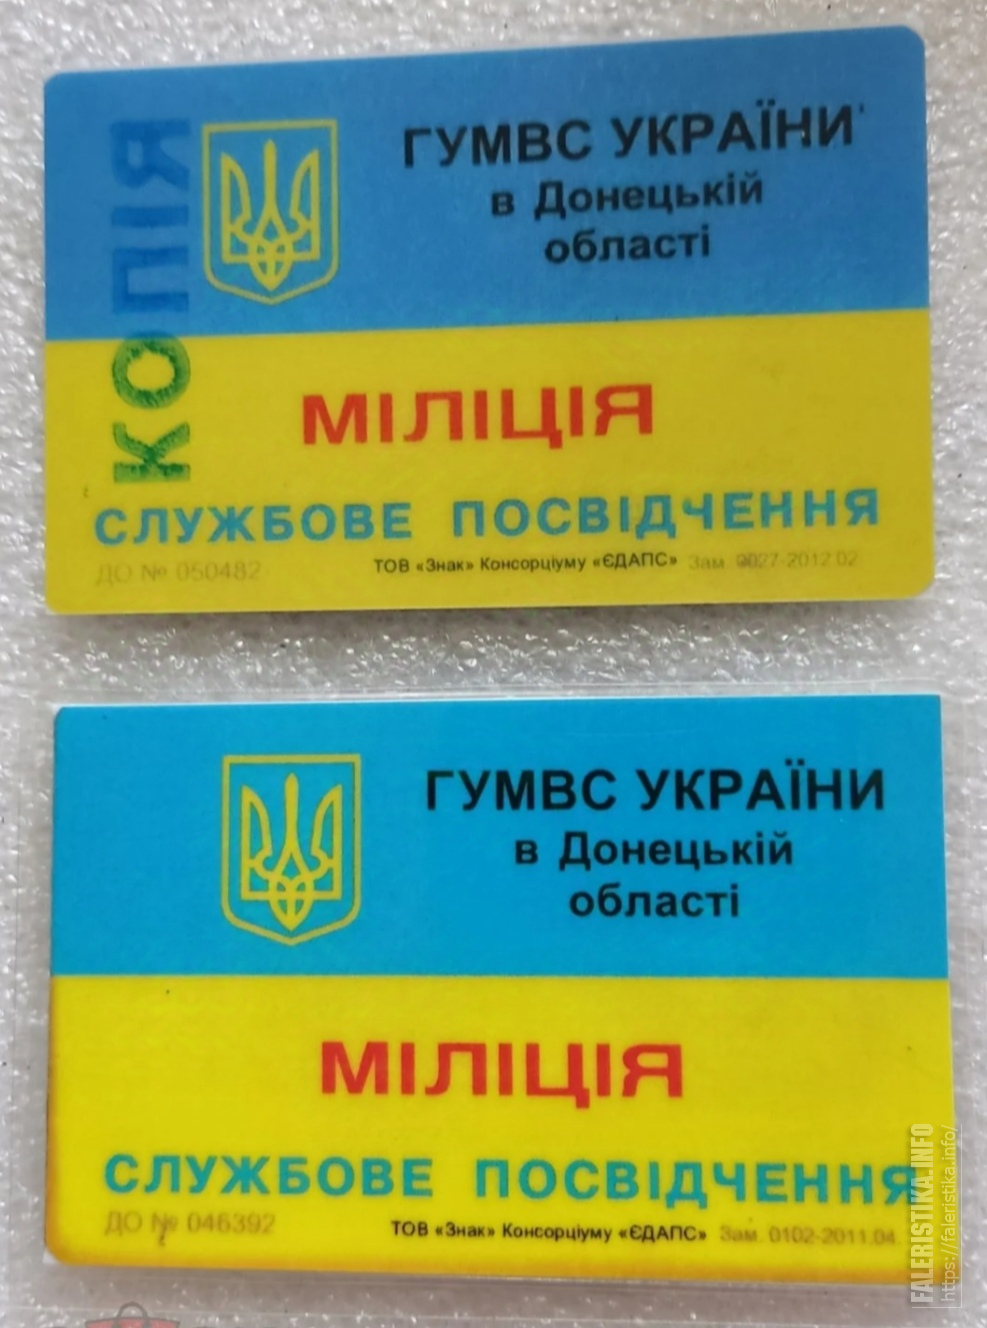 КОПІЯ
ГУМВС УКРАЇНИ
в Донецькій
області
МІЛІЦІЯ
СЛУЖБОВЕ ПОСВІДЧЕННЯ
ДО № 050482
ТОВ «Знак» Консорціуму «ЄДАПС» Зам. 0027-2012.02
ГУМВС УКРАЇНИ
в Донецькій
області
МІЛІЦІЯ
СЛУЖБОВЕ ПОСВІДЧЕННЯ
ДО № 046392
ТОВ «Знак» Консорціуму «ЄДАПС» Зам. 0102-2011.04.
FALERISTIKA.INFO
https://faleristika.info/